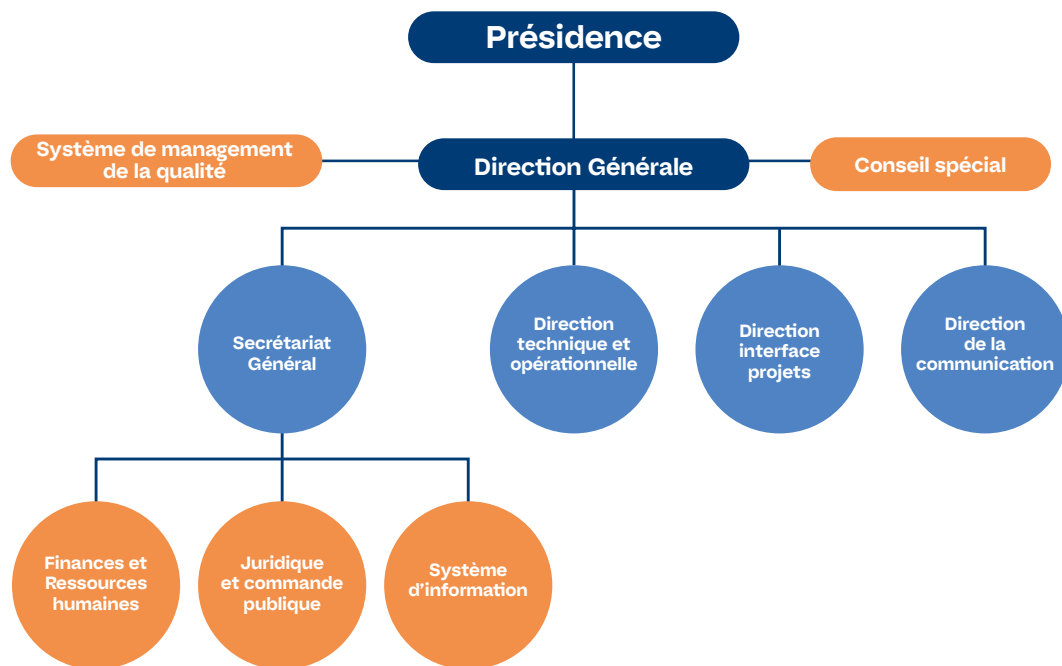 Présidence
Système de management
de la qualité
Direction Générale
Conseil spécial
Secrétariat
Général
Direction
technique et
opérationnelle
Direction
interface
projets
Direction
de la
communication
Finances et
Ressources
humaines
Juridique
et commande
publique
Système
d'information